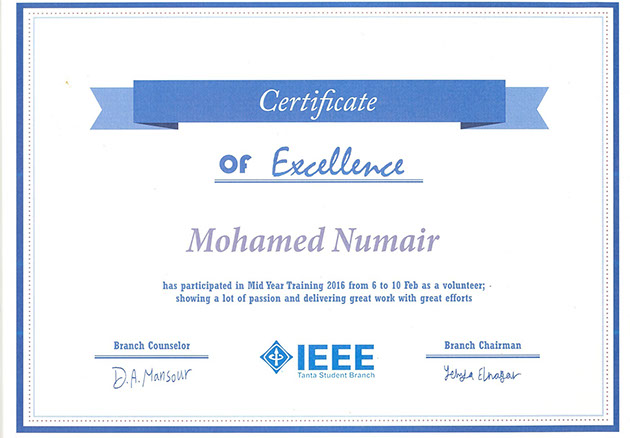 Certificate
OF Excellence
Mohamed Numair
has participated in Mid Year Training 2016 from 6 to 10 Feb as a volunteer;
showing a lot of passion and delivering great work with great efforts
Branch Counselor
D.A. Mansour
IEEE
Tanta Student Branch
Branch Chairman